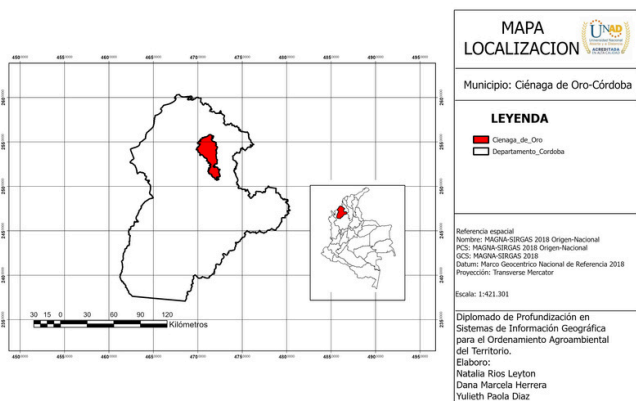 MAPA
LOCALIZACION
UNAD
Municipio: Ciénaga de Oro-Córdoba
LEYENDA
Cienaga_de_Oro
Departamento_Cordoba
Referencia espacial
Nombre: MAGNA-SIRGAS 2018 Origen-Nacional
PCS: MAGNA-SIRGAS 2018 Origen-Nacional
GCS: MAGNA-SIRGAS 2018
Datum: Marco Geocentrico Nacional de Referencia 2018
Proyección: Transverse Mercator
Escala: 1:421.301
Diplomado de Profundización en
Sistemas de Información Geográfica
para el Ordenamiento Agroambiental
del Territorio.
Elaboro:
Natalia Rios Leyton
Dana Marcela Herrera
Yulieth Paola Diaz
30 15 0 30 60 90 120
Kilómetros